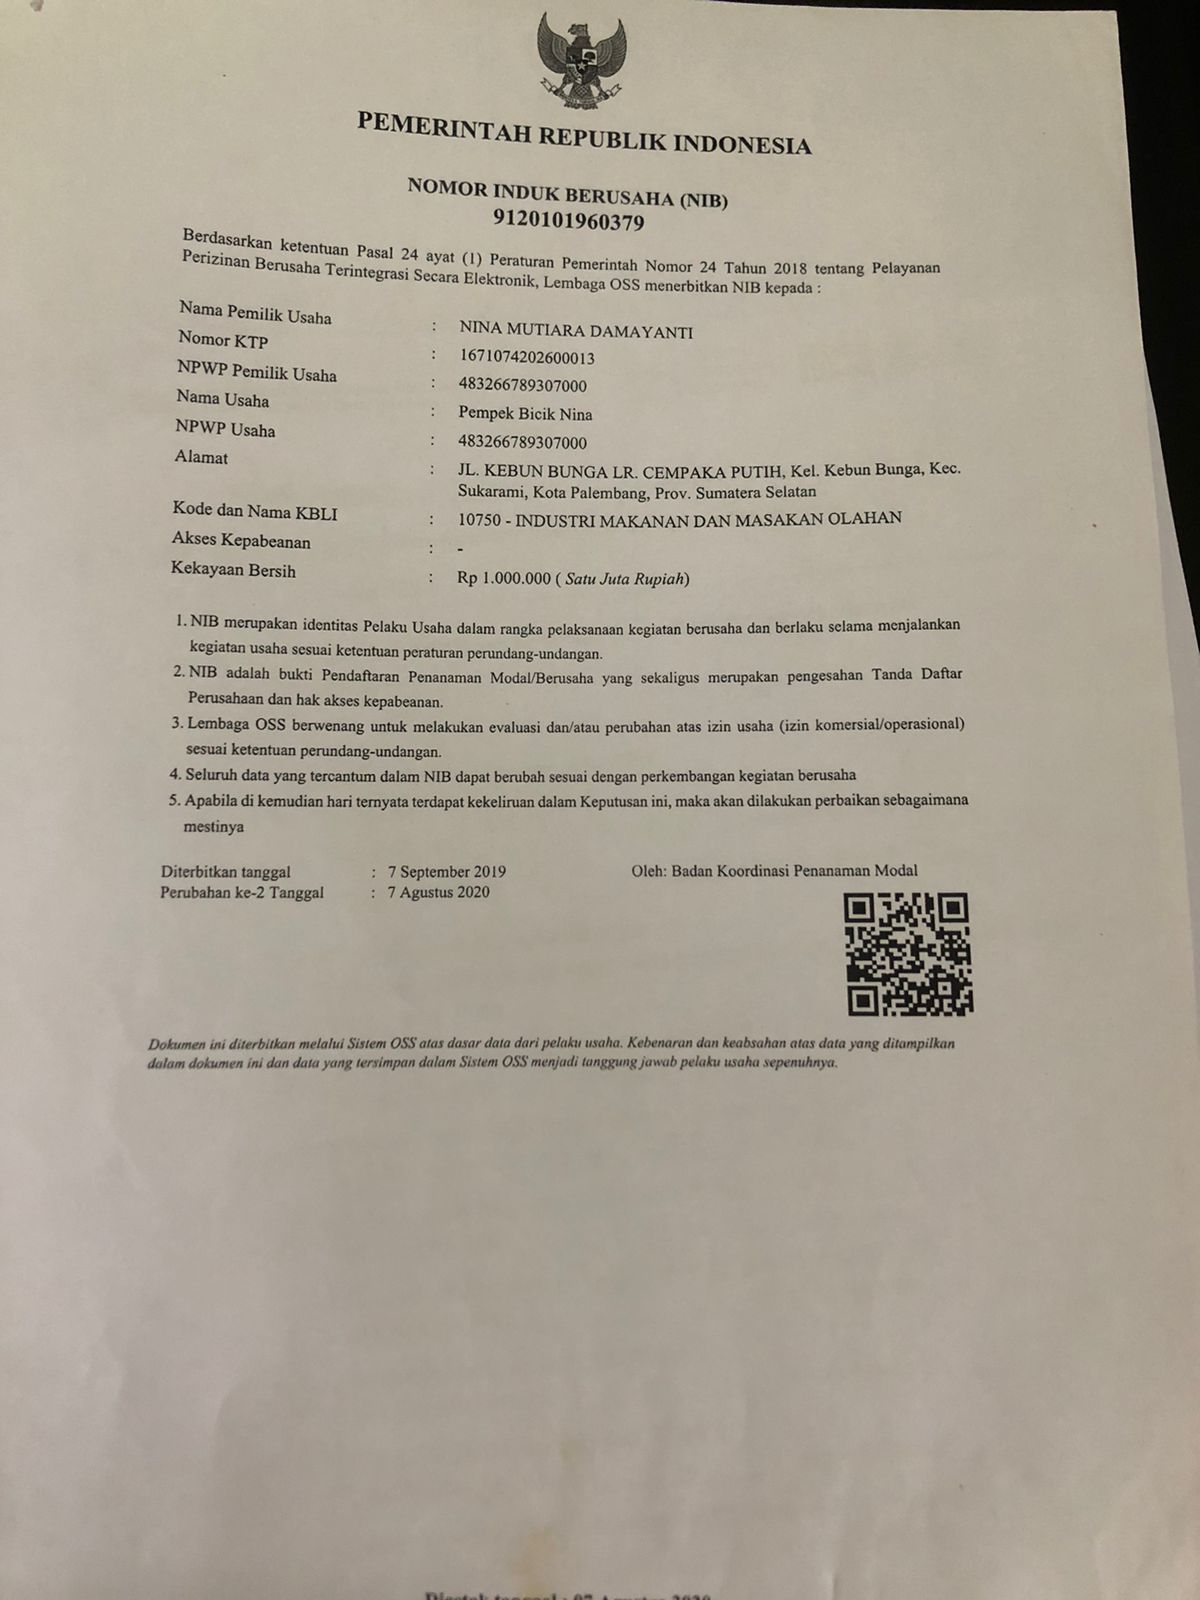 PEMERINTAH REPUBLIK INDONESIA
NOMOR INDUK BERUSAHA (NIB)
9120101960379
Berdasarkan ketentuan Pasal 24 ayat (1) Peraturan Pemerintah Nomor 24 Tahun 2018 tentang Pelayanan
Perizinan Berusaha Terintegrasi Secara Elektronik, Lembaga OSS menerbitkan NIB kepada :
Nama Pemilik Usaha : NINA MUTIARA DAMAYANTI
Nomor KTP : 1671074202600013
NPWP Pemilik Usaha : 483266789307000
Nama Usaha : Pempek Bicik Nina
NPWP Usaha : 483266789307000
Alamat : JL. KEBUN BUNGA LR. CEMPAKA PUTIH, Kel. Kebun Bunga, Kec.
Sukarami, Kota Palembang, Prov. Sumatera Selatan
Kode dan Nama KBLI : 10750 - INDUSTRI MAKANAN DAN MASAKAN OLAHAN
Akses Kepabeanan : -
Kekayaan Bersih : Rp 1.000.000 ( Satu Juta Rupiah)
1. NIB merupakan identitas Pelaku Usaha dalam rangka pelaksanaan kegiatan berusaha dan berlaku selama menjalankan
kegiatan usaha sesuai ketentuan peraturan perundang-undangan.
2. NIB adalah bukti Pendaftaran Penanaman Modal/Berusaha yang sekaligus merupakan pengesahan Tanda Daftar
Perusahaan dan hak akses kepabeanan.
3. Lembaga OSS berwenang untuk melakukan evaluasi dan/atau perubahan atas izin usaha (izin komersial/operasional)
sesuai ketentuan perundang-undangan.
4. Seluruh data yang tercantum dalam NIB dapat berubah sesuai dengan perkembangan kegiatan berusaha
5. Apabila di kemudian hari ternyata terdapat kekeliruan dalam Keputusan ini, maka akan dilakukan perbaikan sebagaimana
mestinya
Diterbitkan tanggal : 7 September 2019 Oleh: Badan Koordinasi Penanaman Modal
Perubahan ke-2 Tanggal : 7 Agustus 2020
Dokumen ini diterbitkan melalui Sistem OSS atas dasar data dari pelaku usaha. Kebenaran dan keabsahan atas data yang ditampilkan
dalam dokumen ini dan data yang tersimpan dalam Sistem OSS menjadi tanggung jawab pelaku usaha sepenuhnya.
Dicetak tanggal : 07 Agustus 2020